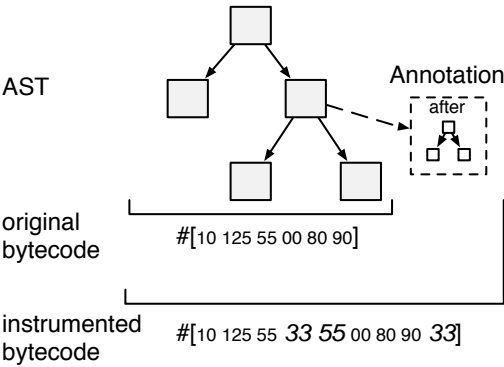 AST
Annotation
after
original
bytecode
#[10 125 55 00 80 90]
instrumented
bytecode
#[10 125 55 33 55 00 80 90 33]